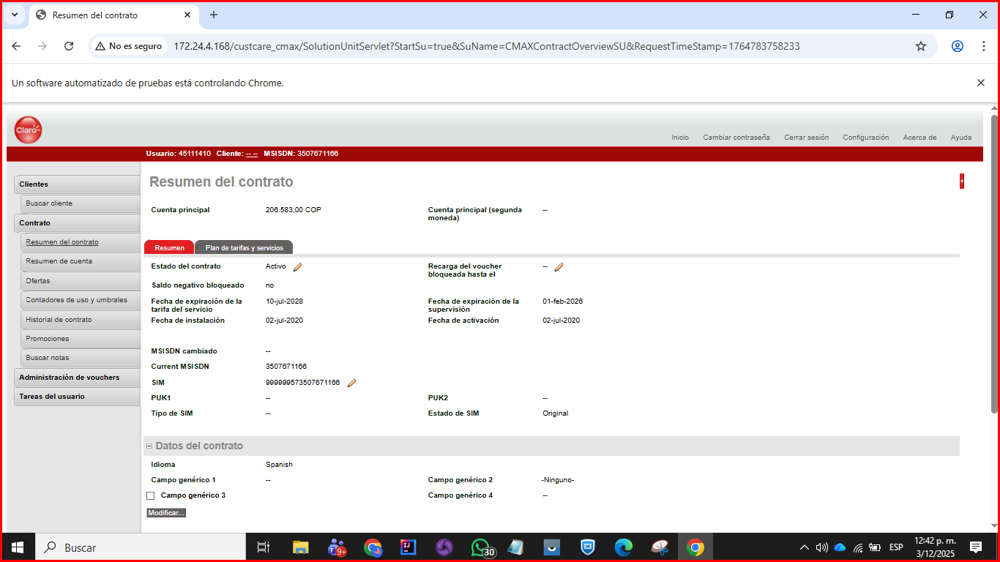 Resumen del contrato
No es seguro
172.24.4.168/custcare_cmax/SolutionUnitServlet?StartSu=true&SuName=CMAXContractOverviewSU&RequestTimeStamp=1764783758233
Un software automatizado de pruebas está controlando Chrome.
Claro
Inicio Cambiar contraseña Cerrar sesión Configuración Acerca de Ayuda
Usuario: 45111410 Cliente: -- -- MSISDN: 3507671166
Clientes
Buscar cliente
Contrato
Resumen del contrato
Resumen de cuenta
Ofertas
Contadores de uso y umbrales
Historial de contrato
Promociones
Buscar notas
Administración de vouchers
Tareas del usuario
Resumen del contrato
Cuenta principal 206.583,00 COP Cuenta principal (segunda --
moneda)
Resumen Plan de tarifas y servicios
Estado del contrato Activo Recarga del voucher --
bloqueada hasta el
Saldo negativo bloqueado no
Fecha de expiración de la 10-jul-2028 Fecha de expiración de la 01-feb-2026
tarifa del servicio supervisión
Fecha de instalación 02-jul-2020 Fecha de activación 02-jul-2020
MSISDN cambiado --
Current MSISDN 3507671166
SIM 999999573507671166
PUK1 -- PUK2 --
Tipo de SIM -- Estado de SIM Original
Datos del contrato
Idioma Spanish
Campo genérico 1 -- Campo genérico 2 -Ninguno-
Campo genérico 3 Campo genérico 4 --
Modificar...
Buscar
9+
IJ
30
ESP
12:42 p. m.
3/12/2025